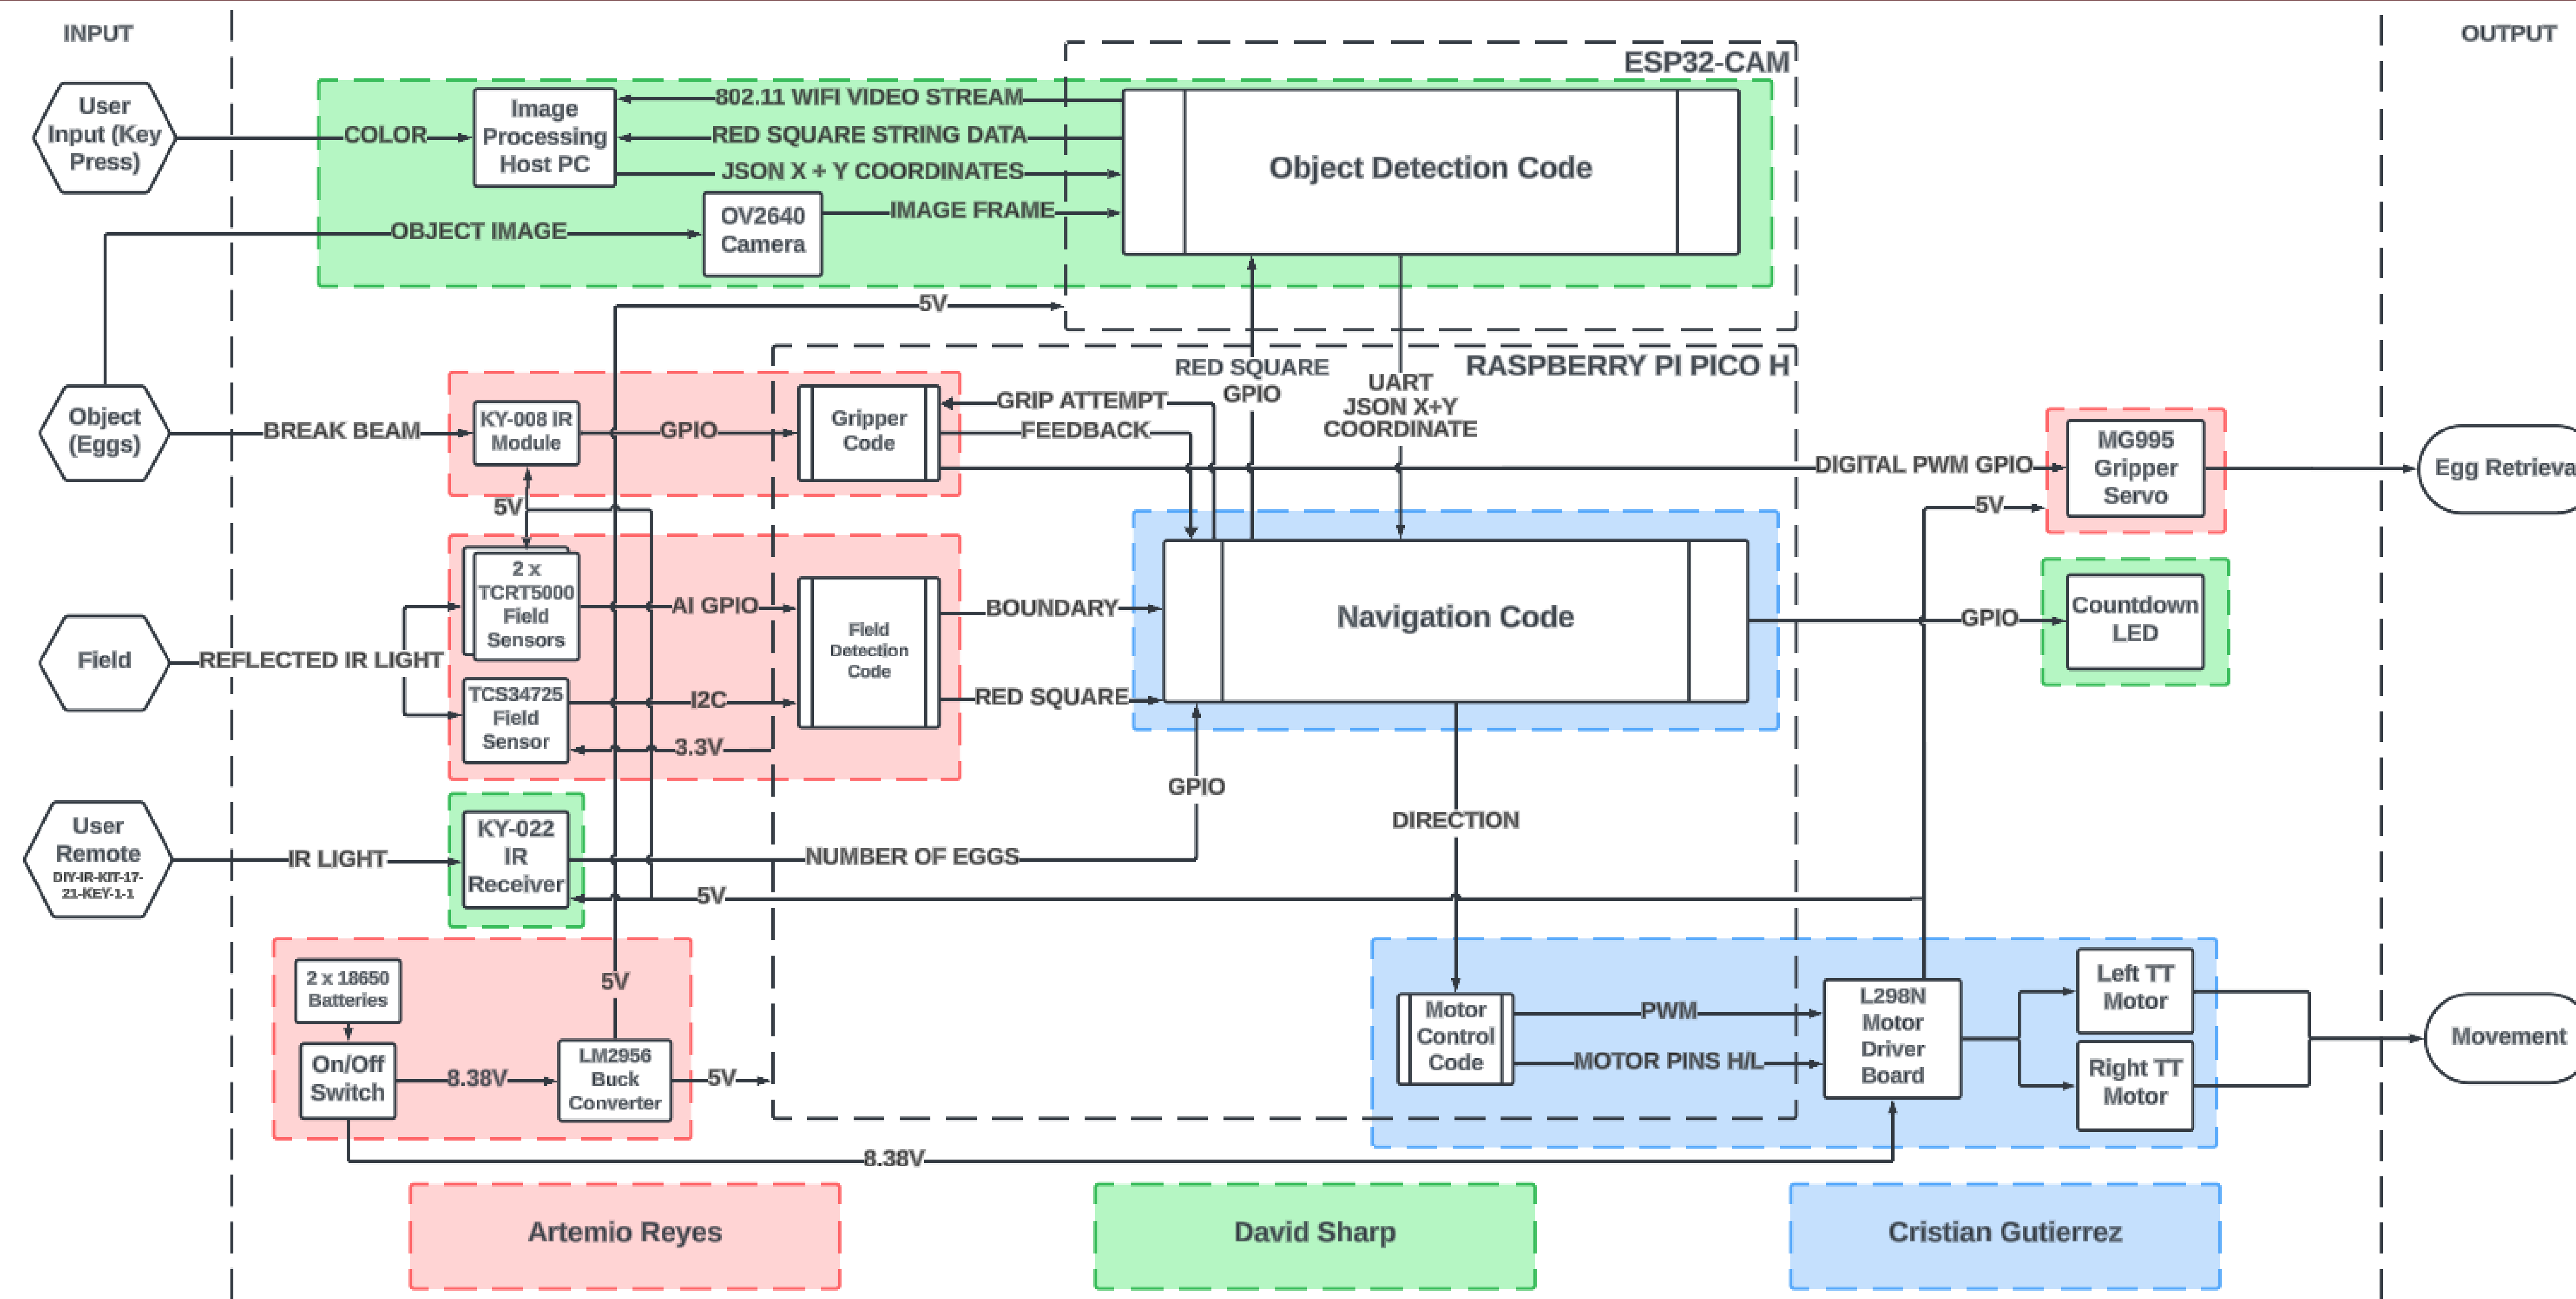 INPUT
OUTPUT
ESP32-CAM
User
Input (Key
Press)
COLOR
Image
Processing
Host PC
802.11 WIFI VIDEO STREAM
RED SQUARE STRING DATA
JSON X + Y COORDINATES
IMAGE FRAME
Object Detection Code
OBJECT IMAGE
OV2640
Camera
5V
RASPBERRY PI PICO H
RED SQUARE
GPIO
UART
JSON X+Y
COORDINATE
Object
(Eggs)
BREAK BEAM
KY-008 IR
Module
GPIO
Gripper
Code
GRIP ATTEMPT
FEEDBACK
DIGITAL PWM GPIO
MG995
Gripper
Servo
Egg Retrieva
5V
5V
2 x
TCRT5000
Field
Sensors
AI GPIO
Field
Detection
Code
BOUNDARY
RED SQUARE
Navigation Code
GPIO
Countdown
LED
Field
REFLECTED IR LIGHT
TCS34725
Field
Sensor
I2C
3.3V
GPIO
DIRECTION
User
Remote
DIY-IR-KIT-17-
21-KEY-1-1
IR LIGHT
KY-022
IR
Receiver
NUMBER OF EGGS
5V
2 x 18650
Batteries
5V
On/Off
Switch
8.38V
LM2956
Buck
Converter
5V
Motor
Control
Code
PWM
MOTOR PINS H/L
L298N
Motor
Driver
Board
Left TT
Motor
Right TT
Motor
Movement
8.38V
Artemio Reyes
David Sharp
Cristian Gutierrez